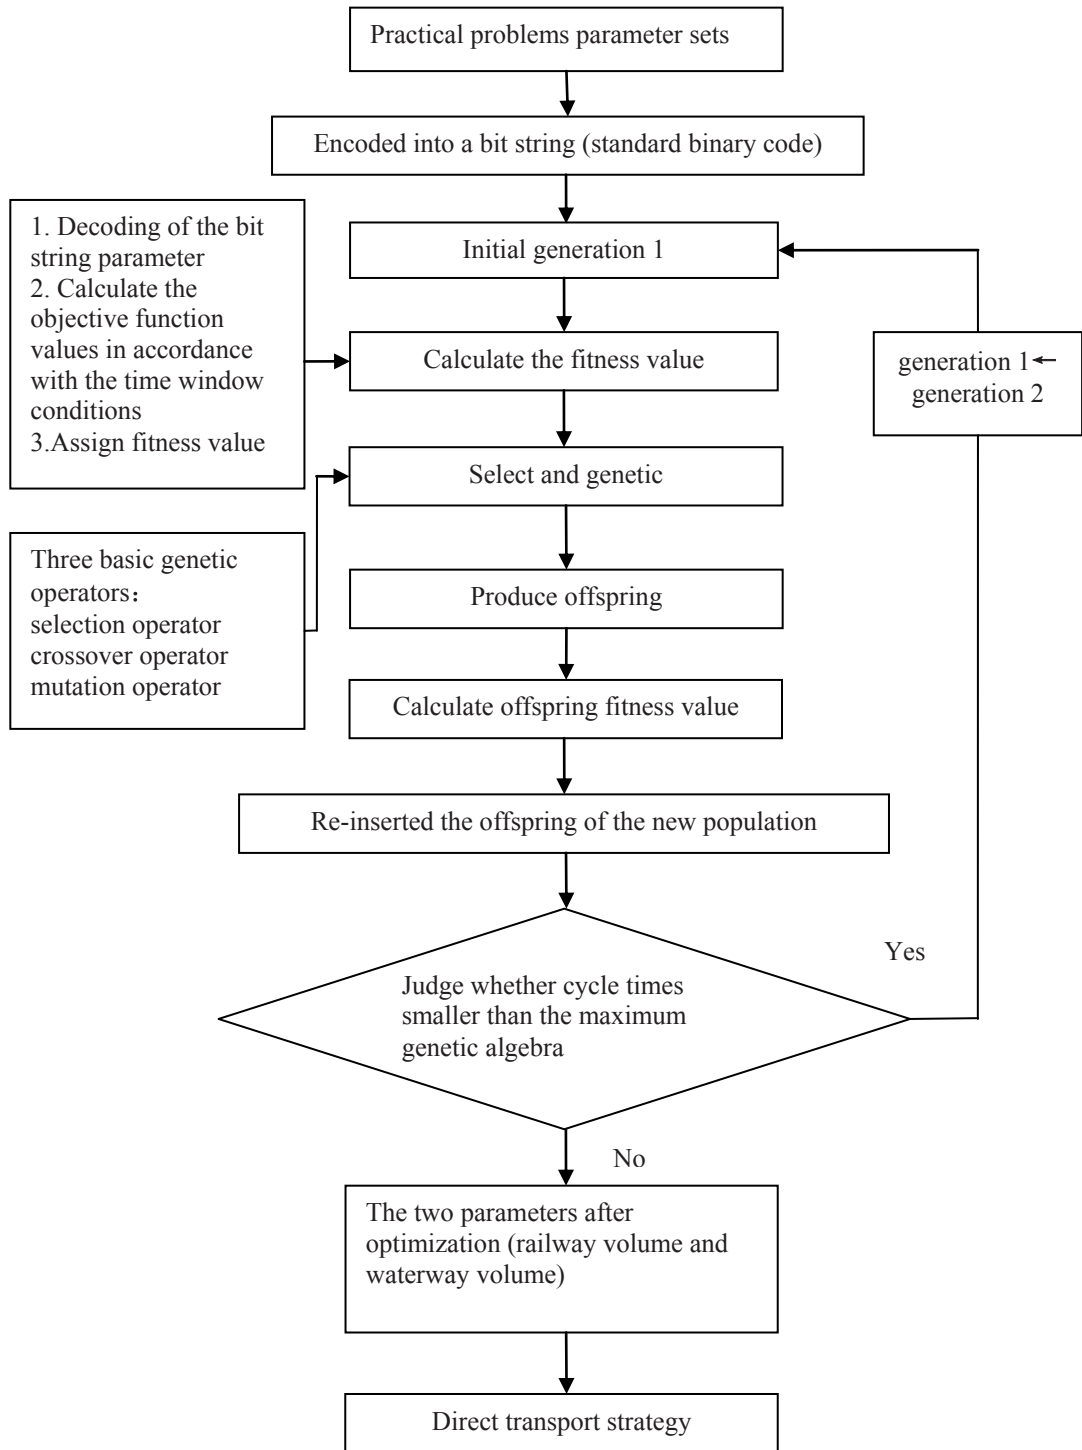 Practical problems parameter sets
Encoded into a bit string (standard binary code)
1. Decoding of the bit
string parameter
2. Calculate the
objective function
values in accordance
with the time window
conditions
3.Assign fitness value
Initial generation 1
Calculate the fitness value
generation 1←
generation 2
Select and genetic
Three basic genetic
operators：
selection operator
crossover operator
mutation operator
Produce offspring
Calculate offspring fitness value
Re-inserted the offspring of the new population
Yes
Judge whether cycle times
smaller than the maximum
genetic algebra
No
The two parameters after
optimization (railway volume and
waterway volume)
Direct transport strategy